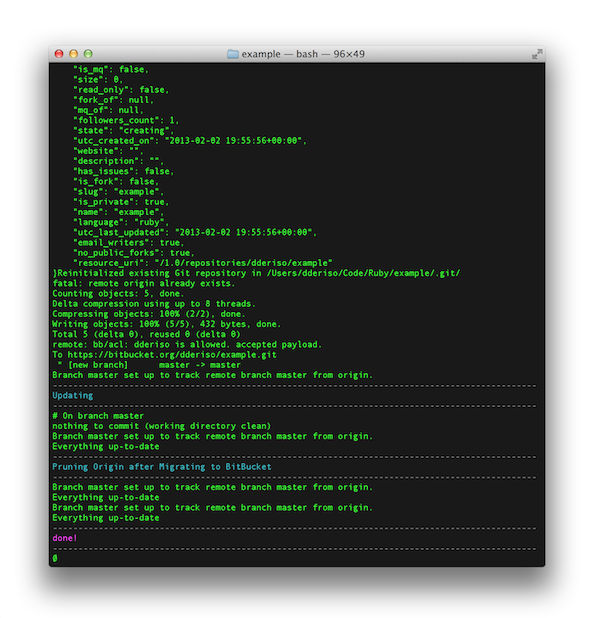 example — bash — 96×49
"is_mq": false,
"size": 0,
"read_only": false,
"fork_of": null,
"mq_of": null,
"followers_count": 1,
"state": "creating",
"utc_created_on": "2013-02-02 19:55:56+00:00",
"website": "",
"description": "",
"has_issues": false,
"is_fork": false,
"slug": "example",
"is_private": true,
"name": "example",
"language": "ruby",
"utc_last_updated": "2013-02-02 19:55:56+00:00",
"email_writers": true,
"no_public_forks": true,
"resource_uri": "/1.0/repositories/dderiso/example"
}Reinitialized existing Git repository in /Users/dderiso/Code/Ruby/example/.git/
fatal: remote origin already exists.
Counting objects: 5, done.
Delta compression using up to 8 threads.
Compressing objects: 100% (2/2), done.
Writing objects: 100% (5/5), 432 bytes, done.
Total 5 (delta 0), reused 0 (delta 0)
remote: bb/acl: dderiso is allowed. accepted payload.
To https://bitbucket.org/dderiso/example.git
* [new branch]      master -> master
Branch master set up to track remote branch master from origin.
Updating
# On branch master
nothing to commit (working directory clean)
Branch master set up to track remote branch master from origin.
Everything up-to-date
Pruning Origin after Migrating to BitBucket
Branch master set up to track remote branch master from origin.
Everything up-to-date
Branch master set up to track remote branch master from origin.
Everything up-to-date
done!
0